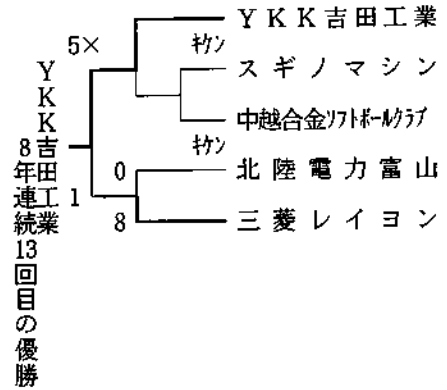 YKK吉田工業
8年連続13回目の優勝
5×
1
キケン
キケン
0
8
YKK吉田工業
スギノマシン
中越合金ソフトボールクラブ
北陸電力富山
三菱レイヨン